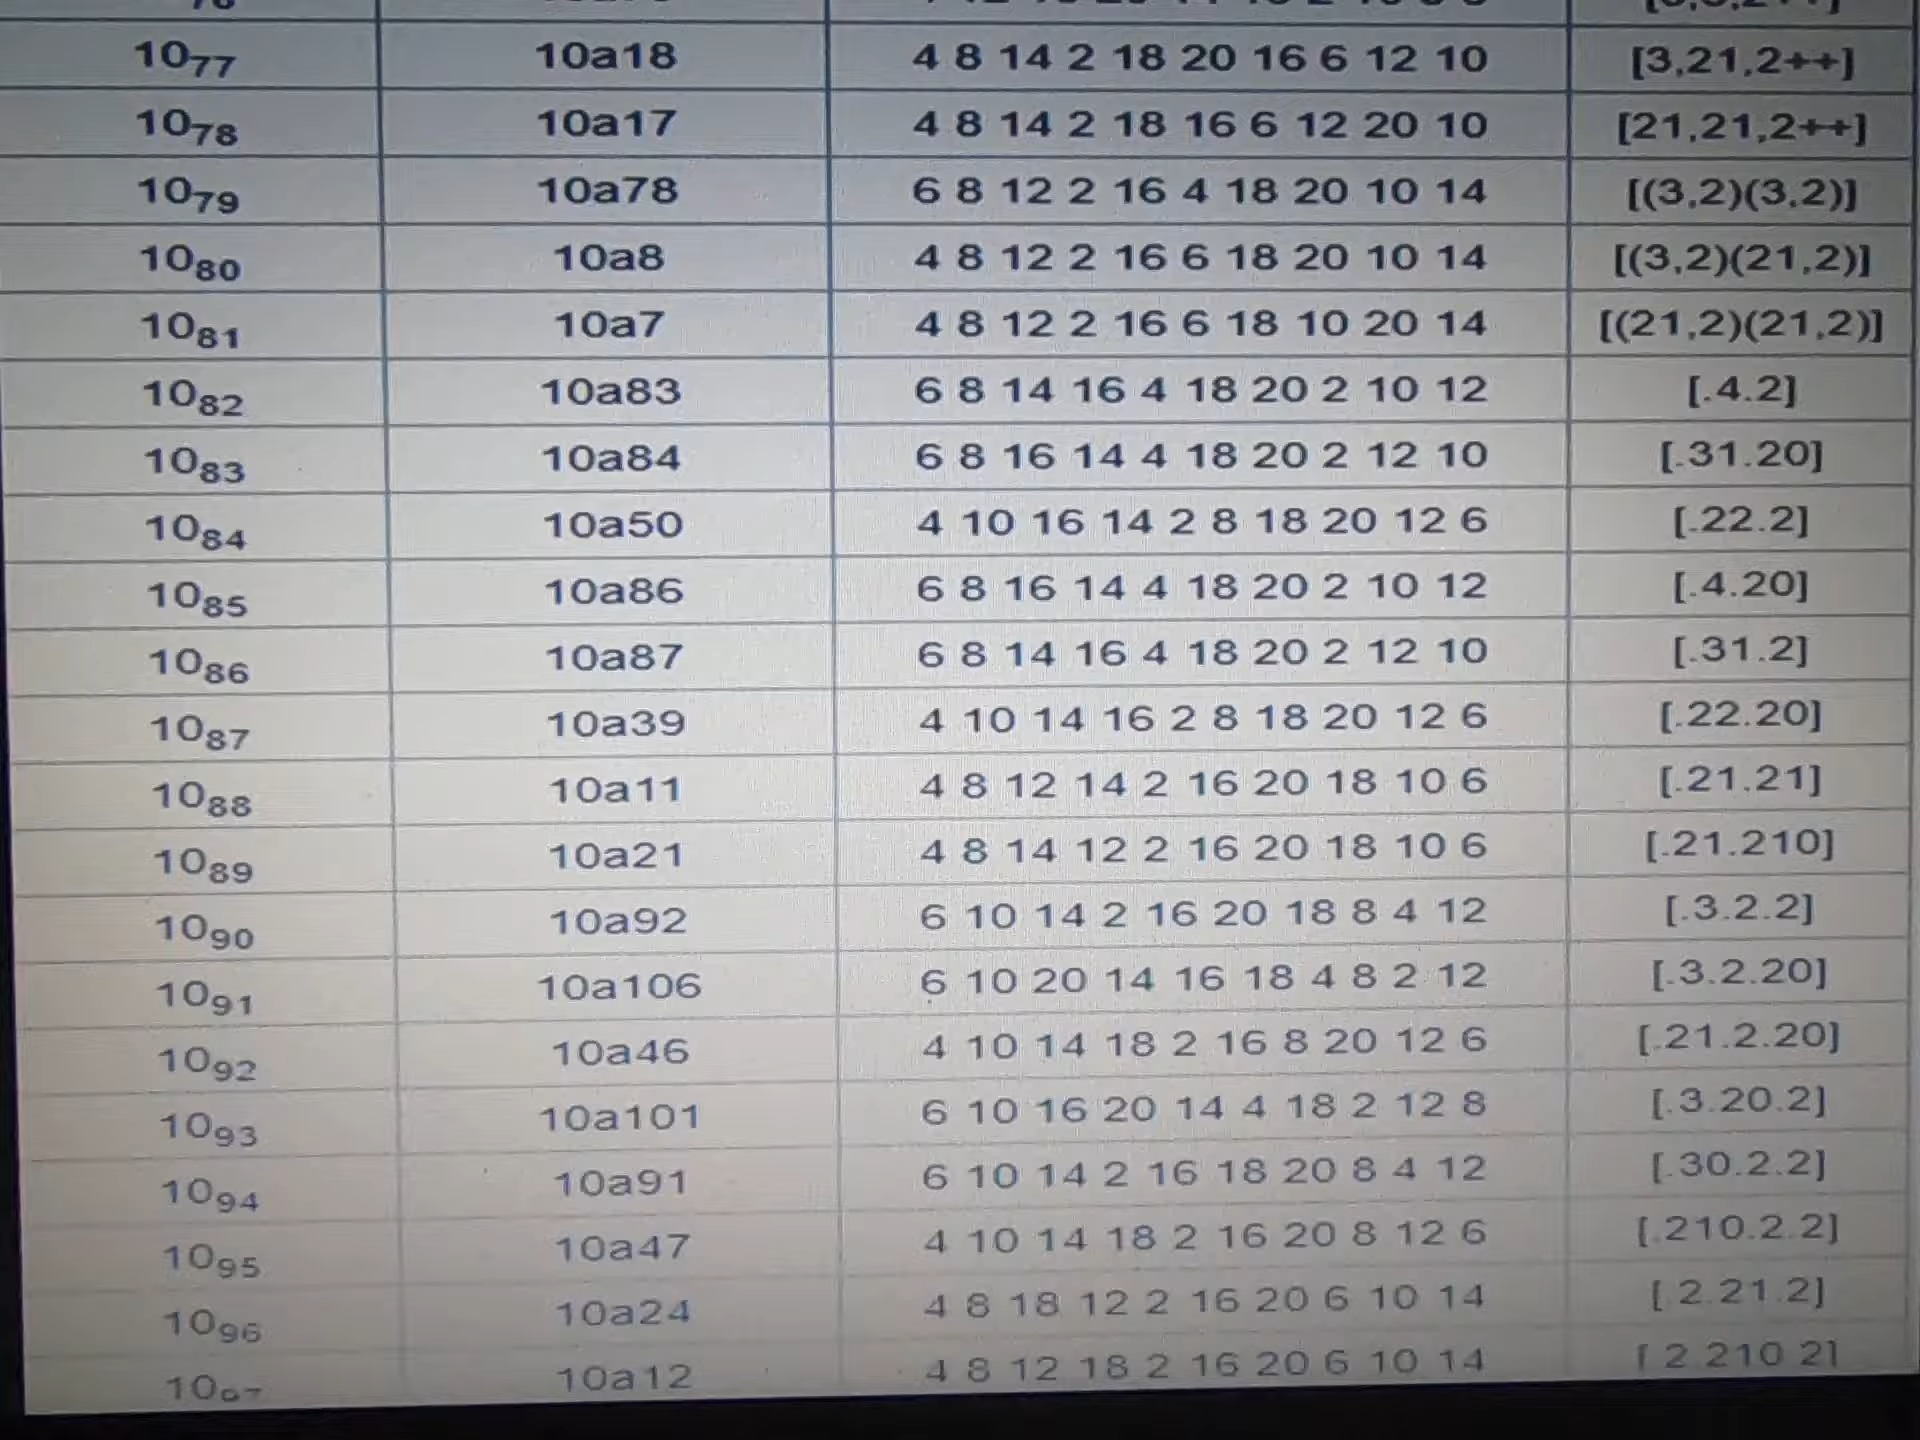 10₇₇ 10a18 4 8 14 2 18 20 16 6 12 10 [3,21,2++]
10₇₈ 10a17 4 8 14 2 18 16 6 12 20 10 [21,21,2++]
10₇₉ 10a78 6 8 12 2 16 4 18 20 10 14 [(3,2)(3,2)]
10₈₀ 10a8 4 8 12 2 16 6 18 20 10 14 [(3,2)(21,2)]
10₈₁ 10a7 4 8 12 2 16 6 18 10 20 14 [(21,2)(21,2)]
10₈₂ 10a83 6 8 14 16 4 18 20 2 10 12 [.4.2]
10₈₃ 10a84 6 8 16 14 4 18 20 2 12 10 [.31.20]
10₈₄ 10a50 4 10 16 14 2 8 18 20 12 6 [.22.2]
10₈₅ 10a86 6 8 16 14 4 18 20 2 10 12 [.4.20]
10₈₆ 10a87 6 8 14 16 4 18 20 2 12 10 [.31.2]
10₈₇ 10a39 4 10 14 16 2 8 18 20 12 6 [.22.20]
10₈₈ 10a11 4 8 12 14 2 16 20 18 10 6 [.21.21]
10₈₉ 10a21 4 8 14 12 2 16 20 18 10 6 [.21.210]
10₉₀ 10a92 6 10 14 2 16 20 18 8 4 12 [.3.2.2]
10₉₁ 10a106 6 10 20 14 16 18 4 8 2 12 [.3.2.20]
10₉₂ 10a46 4 10 14 18 2 16 8 20 12 6 [.21.2.20]
10₉₃ 10a101 6 10 16 20 14 4 18 2 12 8 [.3.20.2]
10₉₄ 10a91 6 10 14 2 16 18 20 8 4 12 [.30.2.2]
10₉₅ 10a47 4 10 14 18 2 16 20 8 12 6 [.210.2.2]
10₉₆ 10a24 4 8 18 12 2 16 20 6 10 14 [.2.21.2]
10₉₇ 10a12 4 8 12 18 2 16 20 6 10 14 [.2.210.2]